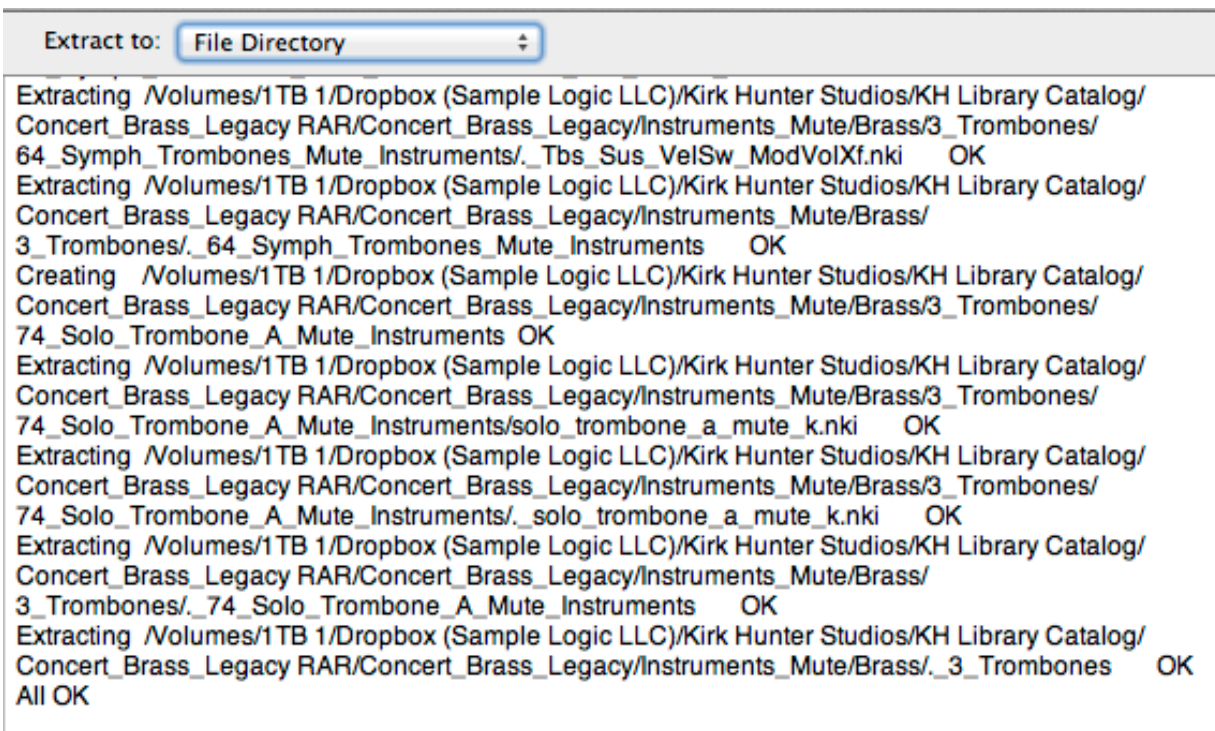 Extract to: File Directory
Extracting /Volumes/1TB 1/Dropbox (Sample Logic LLC)/Kirk Hunter Studios/KH Library Catalog/
Concert_Brass_Legacy RAR/Concert_Brass_Legacy/Instruments_Mute/Brass/3_Trombones/
64_Symph_Trombones_Mute_Instruments/._Tbs_Sus_VelSw_ModVolXf.nki OK
Extracting /Volumes/1TB 1/Dropbox (Sample Logic LLC)/Kirk Hunter Studios/KH Library Catalog/
Concert_Brass_Legacy RAR/Concert_Brass_Legacy/Instruments_Mute/Brass/
3_Trombones/._64_Symph_Trombones_Mute_Instruments OK
Creating /Volumes/1TB 1/Dropbox (Sample Logic LLC)/Kirk Hunter Studios/KH Library Catalog/
Concert_Brass_Legacy RAR/Concert_Brass_Legacy/Instruments_Mute/Brass/3_Trombones/
74_Solo_Trombone_A_Mute_Instruments OK
Extracting /Volumes/1TB 1/Dropbox (Sample Logic LLC)/Kirk Hunter Studios/KH Library Catalog/
Concert_Brass_Legacy RAR/Concert_Brass_Legacy/Instruments_Mute/Brass/3_Trombones/
74_Solo_Trombone_A_Mute_Instruments/solo_trombone_a_mute_k.nki OK
Extracting /Volumes/1TB 1/Dropbox (Sample Logic LLC)/Kirk Hunter Studios/KH Library Catalog/
Concert_Brass_Legacy RAR/Concert_Brass_Legacy/Instruments_Mute/Brass/3_Trombones/
74_Solo_Trombone_A_Mute_Instruments/._solo_trombone_a_mute_k.nki OK
Extracting /Volumes/1TB 1/Dropbox (Sample Logic LLC)/Kirk Hunter Studios/KH Library Catalog/
Concert_Brass_Legacy RAR/Concert_Brass_Legacy/Instruments_Mute/Brass/
3_Trombones/._74_Solo_Trombone_A_Mute_Instruments OK
Extracting /Volumes/1TB 1/Dropbox (Sample Logic LLC)/Kirk Hunter Studios/KH Library Catalog/
Concert_Brass_Legacy RAR/Concert_Brass_Legacy/Instruments_Mute/Brass/._3_Trombones OK
All OK